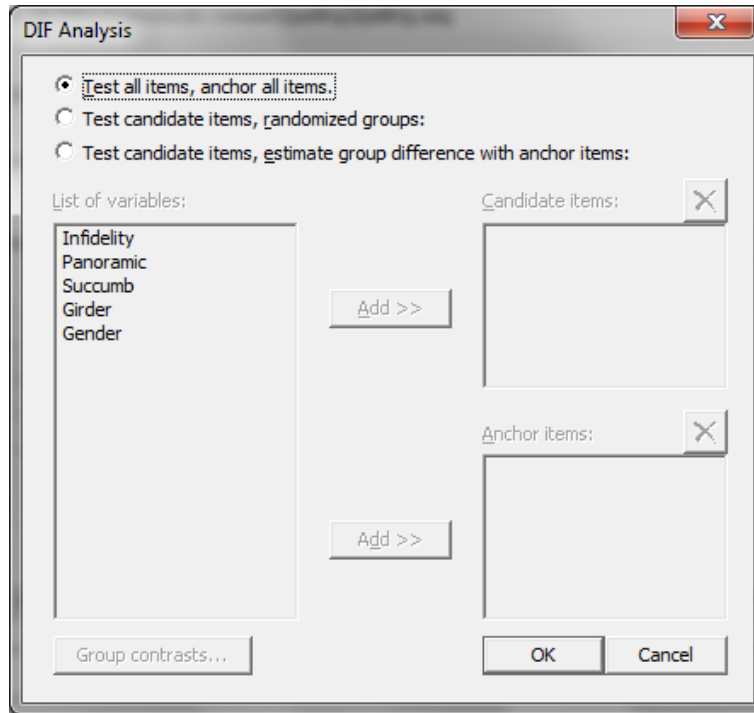 DIF Analysis
Test all items, anchor all items.
Test candidate items, randomized groups:
Test candidate items, estimate group difference with anchor items:
List of variables:
Infidelity
Panoramic
Succumb
Girder
Gender
Add >>
Candidate items:
Add >>
Anchor items:
Group contrasts...
OK
Cancel